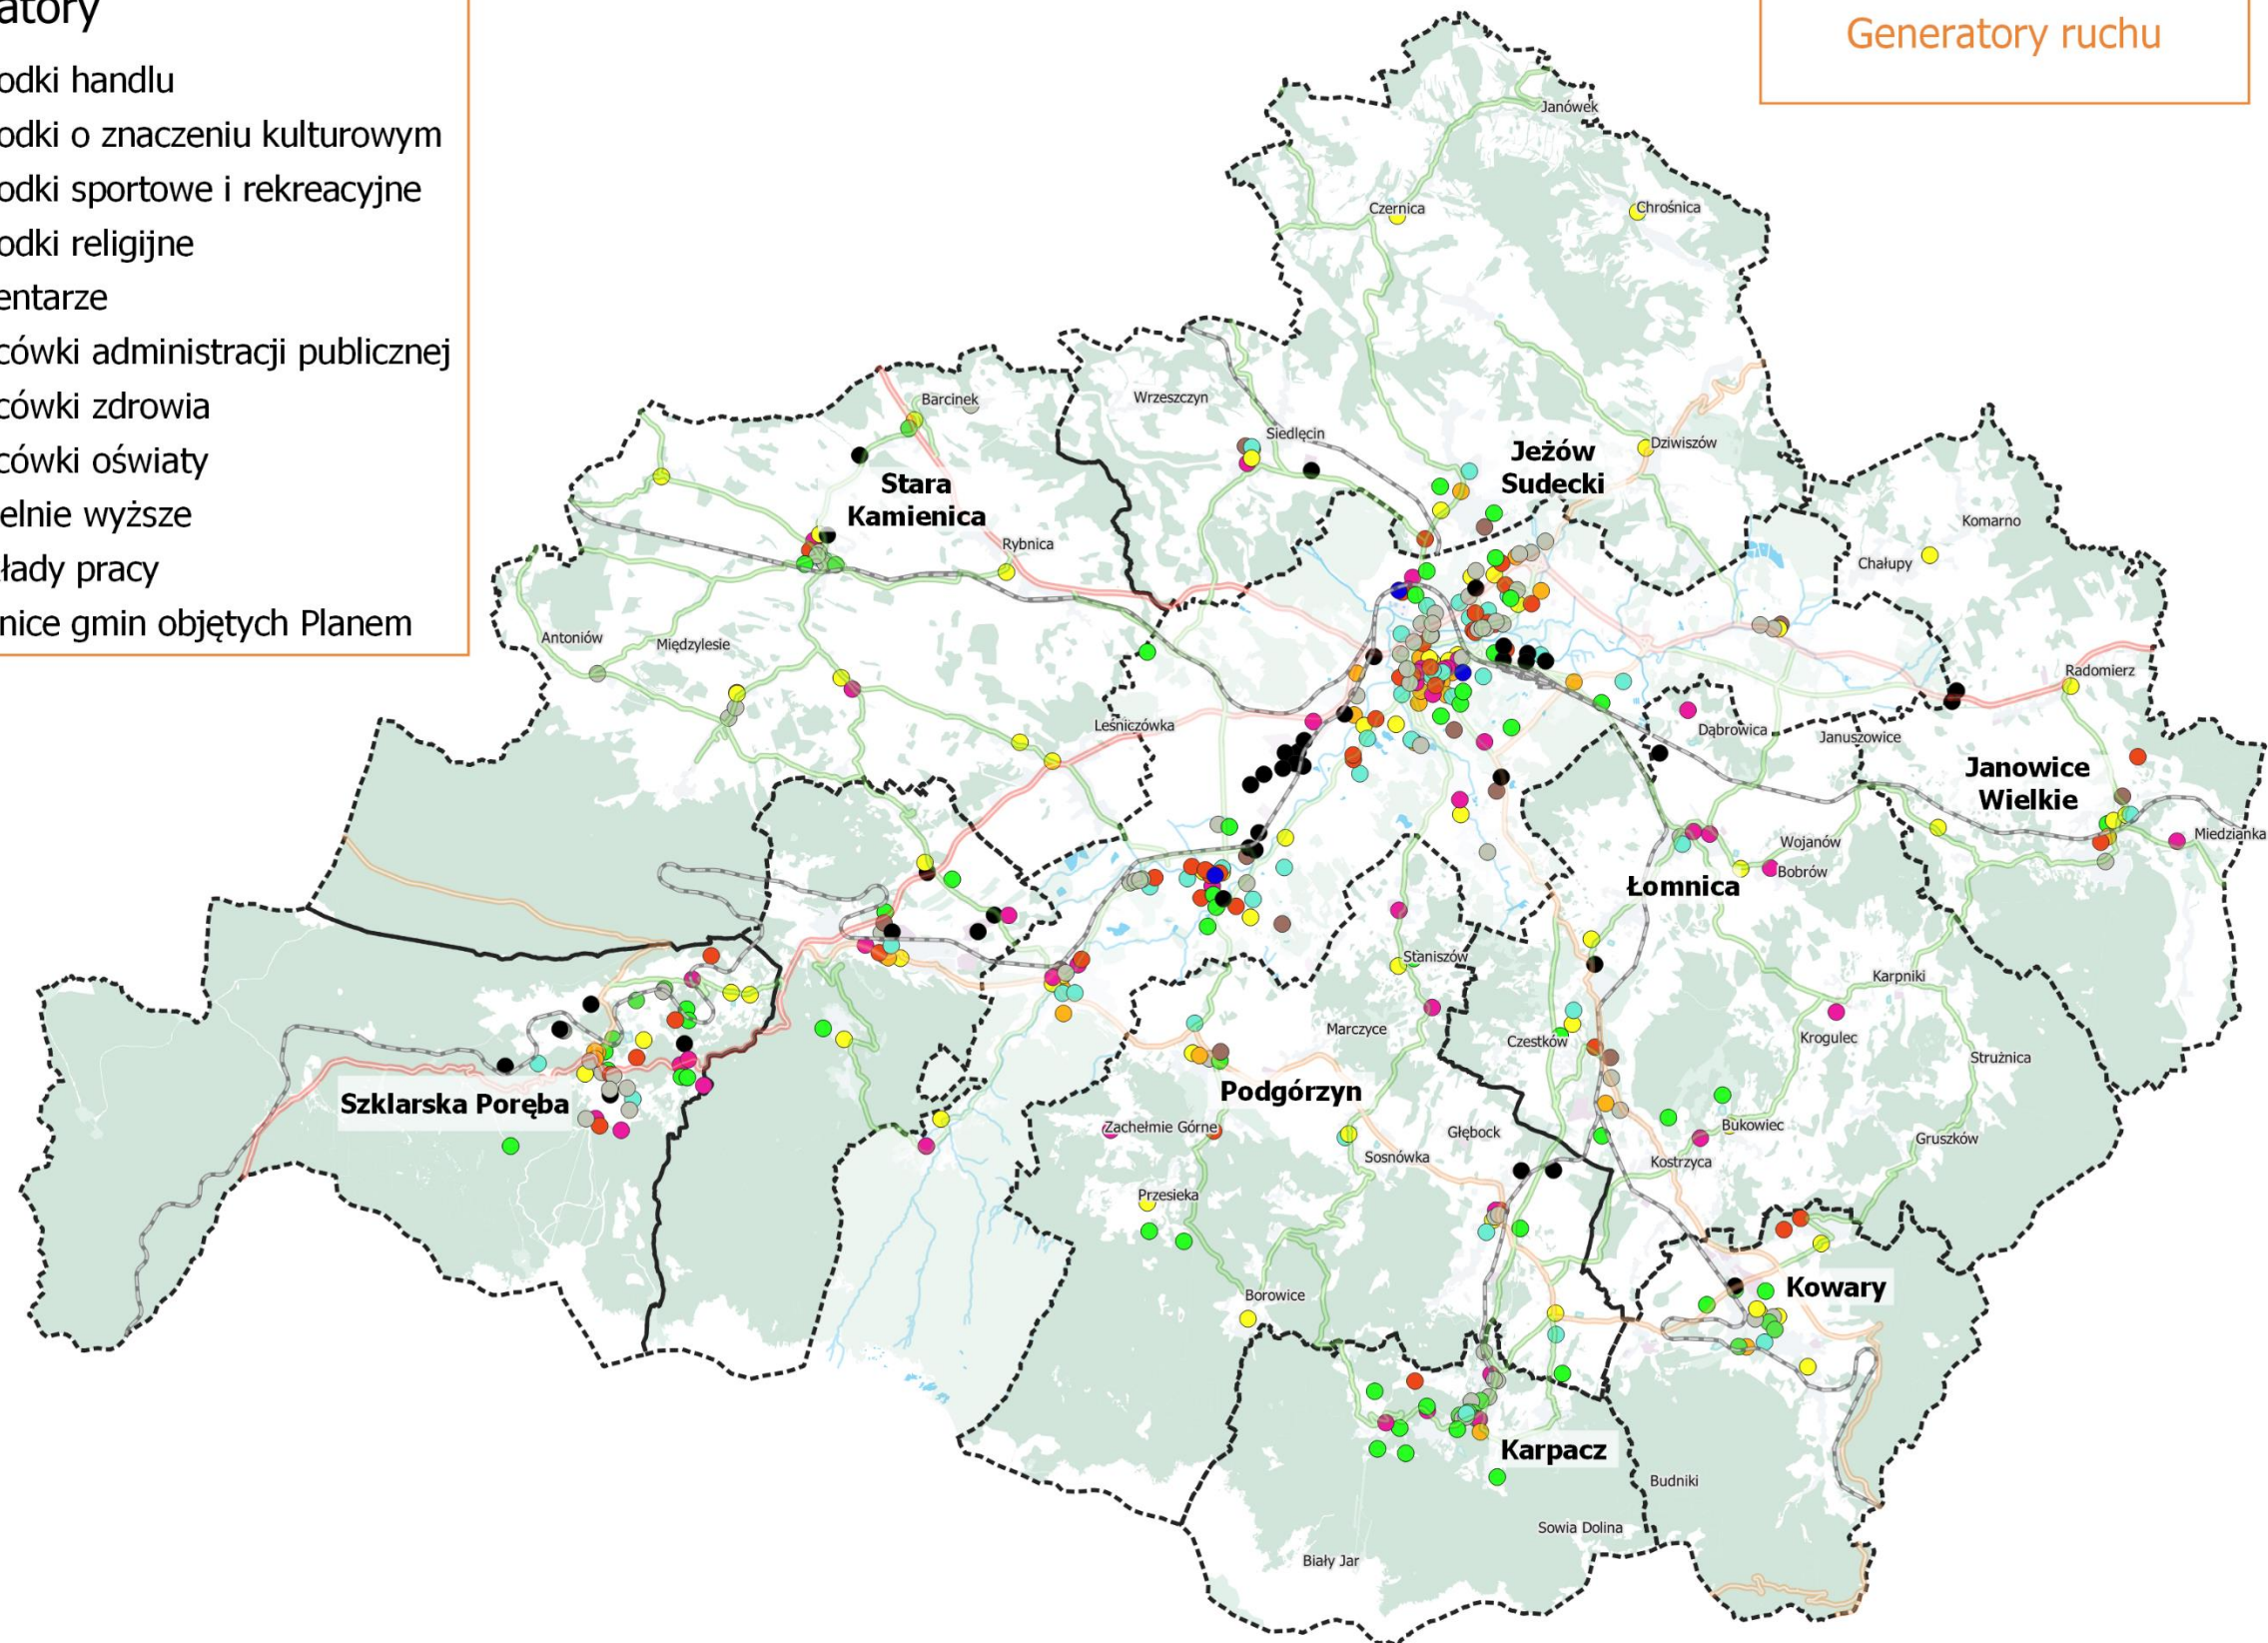 Generatory ruchu
odki handlu
odki o znaczeniu kulturowym
odki sportowe i rekreacyjne
odki religijne
entarze
cówki administracji publicznej
cówki zdrowia
cówki oświaty
elnie wyższe
łady pracy
nice gmin objętych Planem
Janówek
Czernica
Chrośnica
Barcinek
Wrzeszczyn
Siedlęcin
Jeżów
Sudecki
Dziwiszów
Stara
Kamienica
Rybnica
Komarno
Chałupy
Antoniów
Międzylesie
Radomierz
Leśniczówka
Dąbrowica
Januszowice
Janowice
Wielkie
Miedzianka
Wojanów
Bobrów
Łomnica
Staniszów
Karpniki
Marczyce
Czestków
Krogulec
Strużnica
Podgórzyn
Szklarska Poręba
Zachełmie Górne
Głębock
Bukowiec
Gruszków
Sosnówka
Kostrzyca
Przesieka
Borowice
Kowary
Karpacz
Budniki
Sowia Dolina
Biały Jar